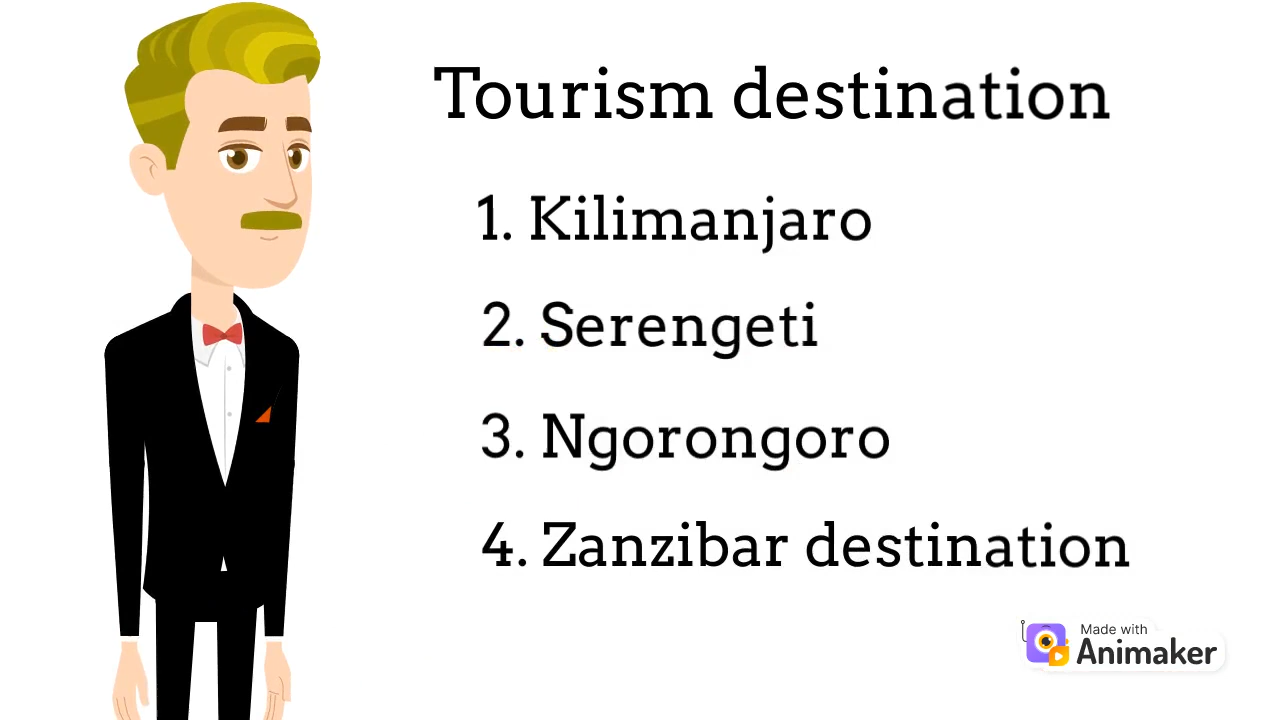 Tourism destination
1. Kilimanjaro
2. Serengeti
3. Ngorongoro
4. Zanzibar destination
Made with
Animaker